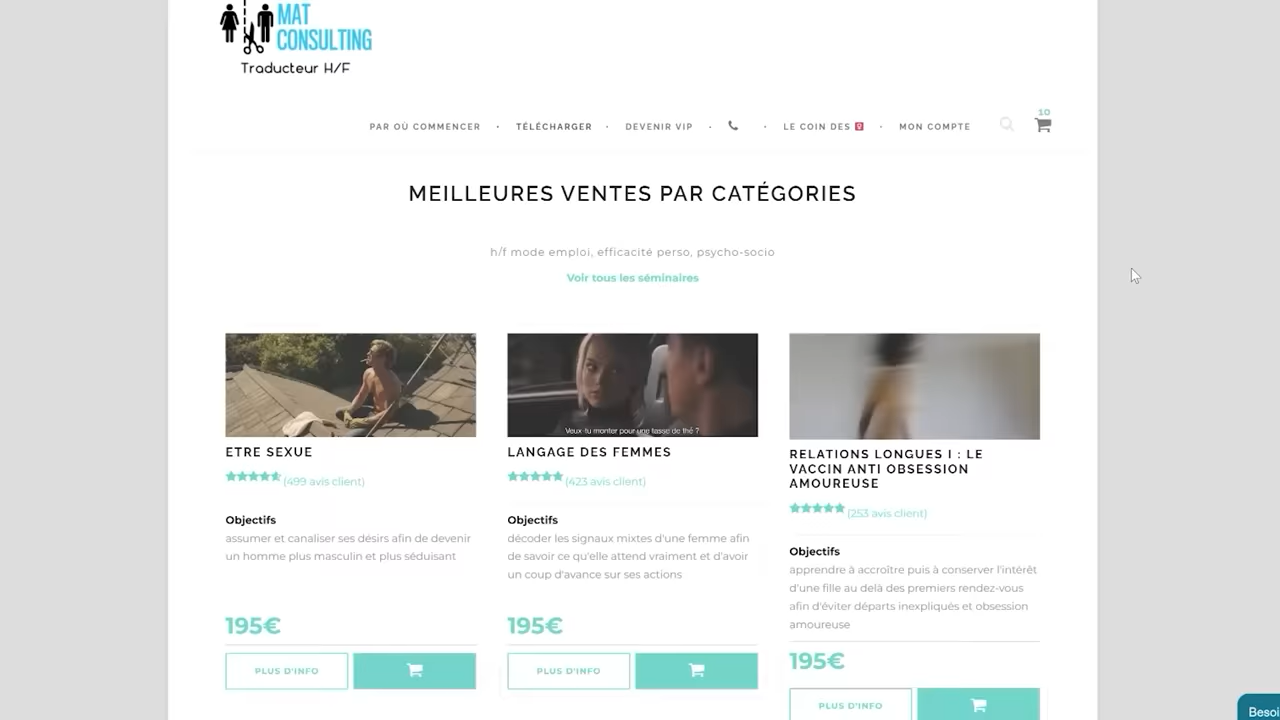 MAT
CONSULTING
Traducteur H/F
10
PAR OÙ COMMENCER • TÉLÉCHARGER • DEVENIR VIP • • LE COIN DES • MON COMPTE
MEILLEURES VENTES PAR CATÉGORIES
h/f mode emploi, efficacité perso, psycho-socio
Voir tous les séminaires
Veux-tu monter pour une tasse de thé ?
ETRE SEXUE
(499 avis client)
Objectifs
assumer et canaliser ses désirs afin de devenir
un homme plus masculin et plus séduisant
195€
PLUS D'INFO
LANGAGE DES FEMMES
(423 avis client)
Objectifs
décoder les signaux mixtes d'une femme afin
de savoir ce qu'elle attend vraiment et d'avoir
un coup d'avance sur ses actions
195€
PLUS D'INFO
RELATIONS LONGUES I : LE
VACCIN ANTI OBSESSION
AMOUREUSE
(253 avis client)
Objectifs
apprendre à accroître puis à conserver l'intérêt
d'une fille au delà des premiers rendez-vous
afin d'éviter départs inexpliqués et obsession
amoureuse
195€
PLUS D'INFO
Besoi